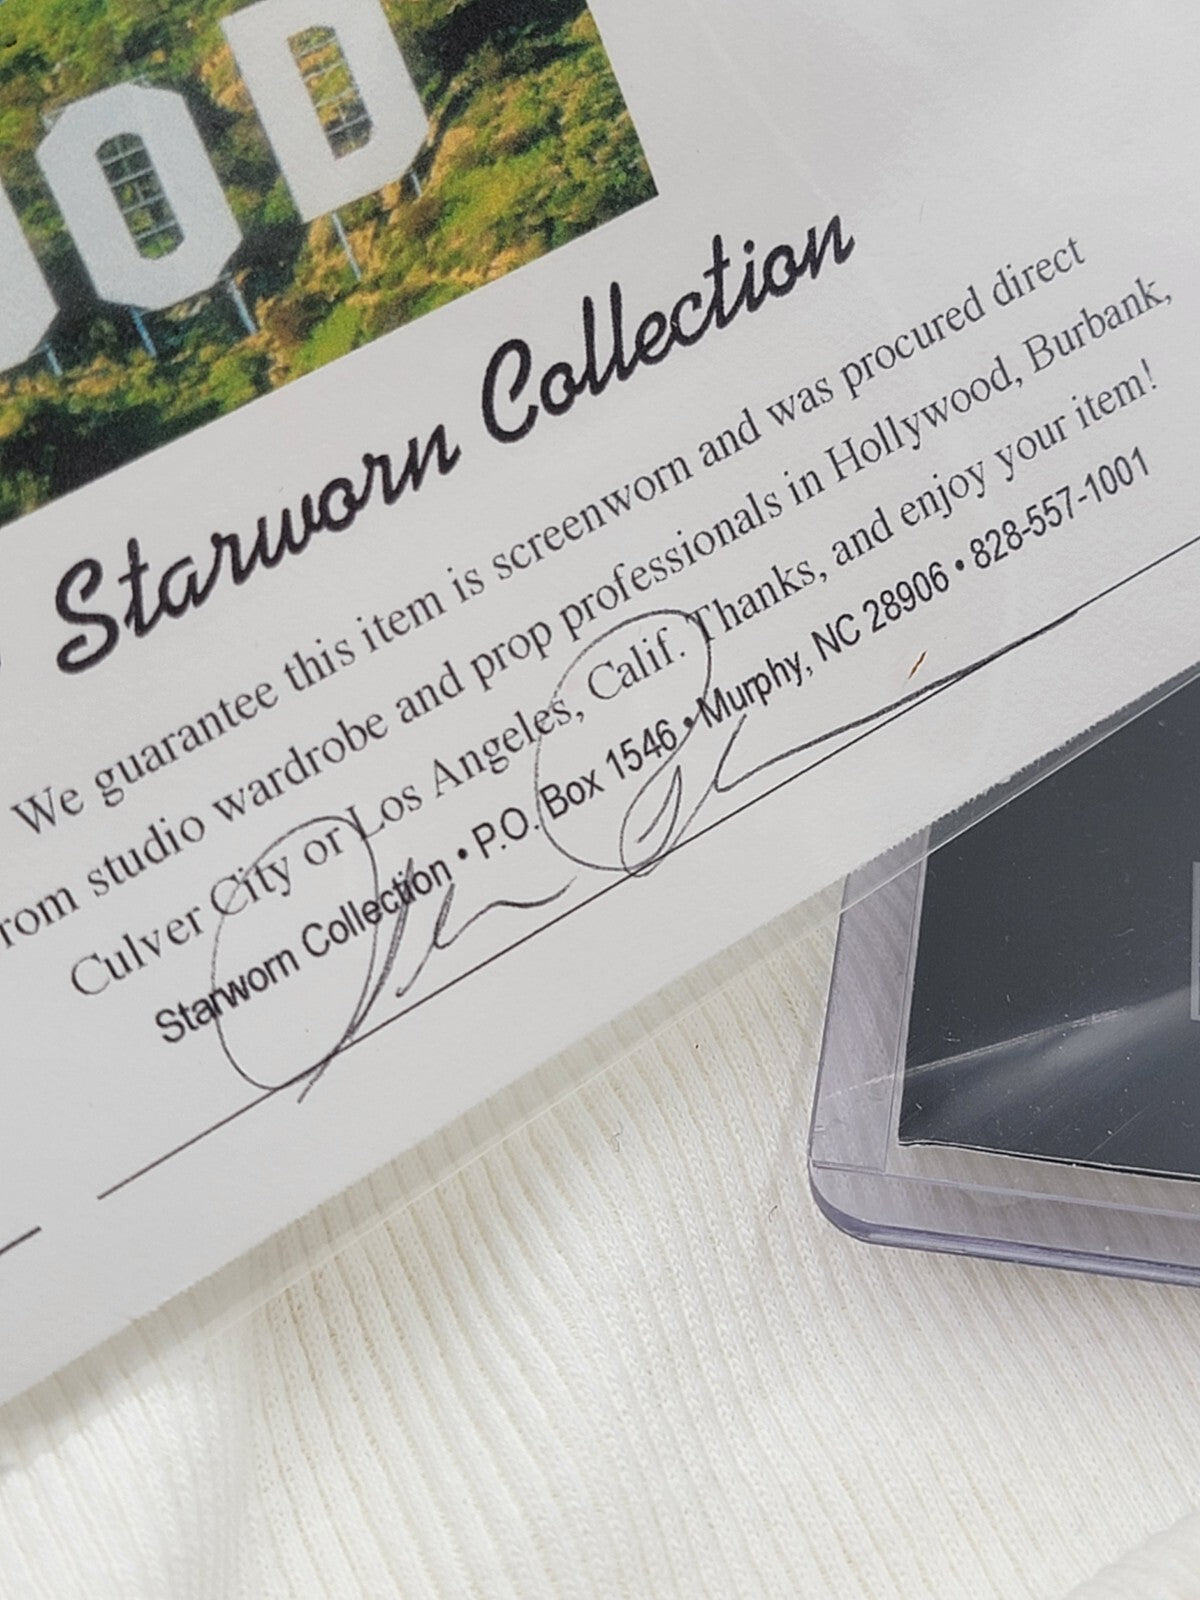 OOD
Starworn Collection
We guarantee this item is screenworn and was procured direct
rom studio wardrobe and prop professionals in Hollywood, Burbank,
Culver City or Los Angeles, Calif. Thanks, and enjoy your item!
Starworn Collection • P.O. Box 1546 • Murphy, NC 28906 • 828-557-1001